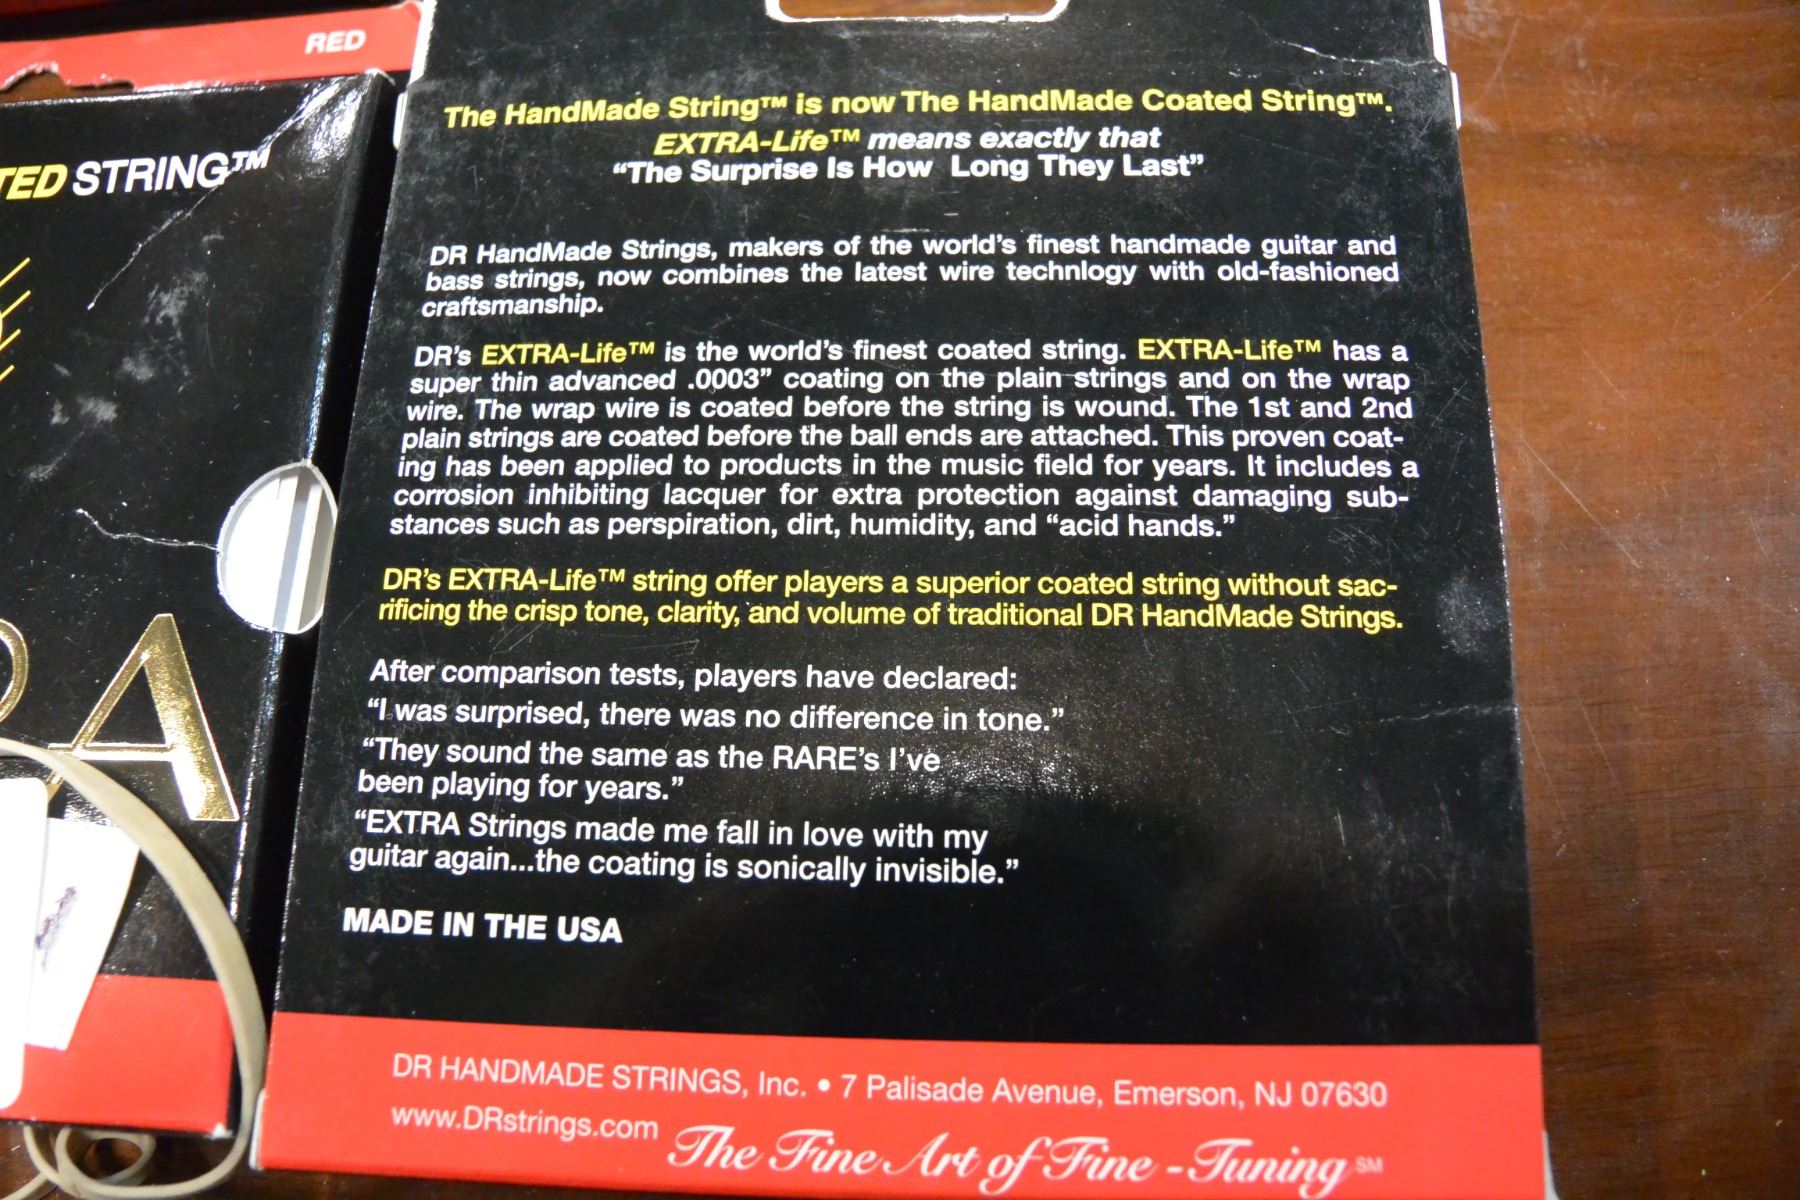 RED
TED STRING™
A
The HandMade String™ is now The HandMade Coated String™.
EXTRA-Life™ means exactly that
“The Surprise Is How Long They Last”
DR HandMade Strings, makers of the world’s finest handmade guitar and
bass strings, now combines the latest wire technlogy with old-fashioned
craftsmanship.
DR’s EXTRA-Life™ is the world’s finest coated string. EXTRA-Life™ has a
super thin advanced .0003” coating on the plain strings and on the wrap
wire. The wrap wire is coated before the string is wound. The 1st and 2nd
plain strings are coated before the ball ends are attached. This proven coat-
ing has been applied to products in the music field for years. It includes a
corrosion inhibiting lacquer for extra protection against damaging sub-
stances such as perspiration, dirt, humidity, and “acid hands.”
DR’s EXTRA-Life™ string offer players a superior coated string without sac-
rificing the crisp tone, clarity, and volume of traditional DR HandMade Strings.
After comparison tests, players have declared:
“I was surprised, there was no difference in tone.”
“They sound the same as the RARE’s I’ve
been playing for years.”
“EXTRA Strings made me fall in love with my
guitar again...the coating is sonically invisible.”
MADE IN THE USA
DR HANDMADE STRINGS, Inc. • 7 Palisade Avenue, Emerson, NJ 07630
www.DRstrings.com
The Fine Art of Fine-Tuning℠